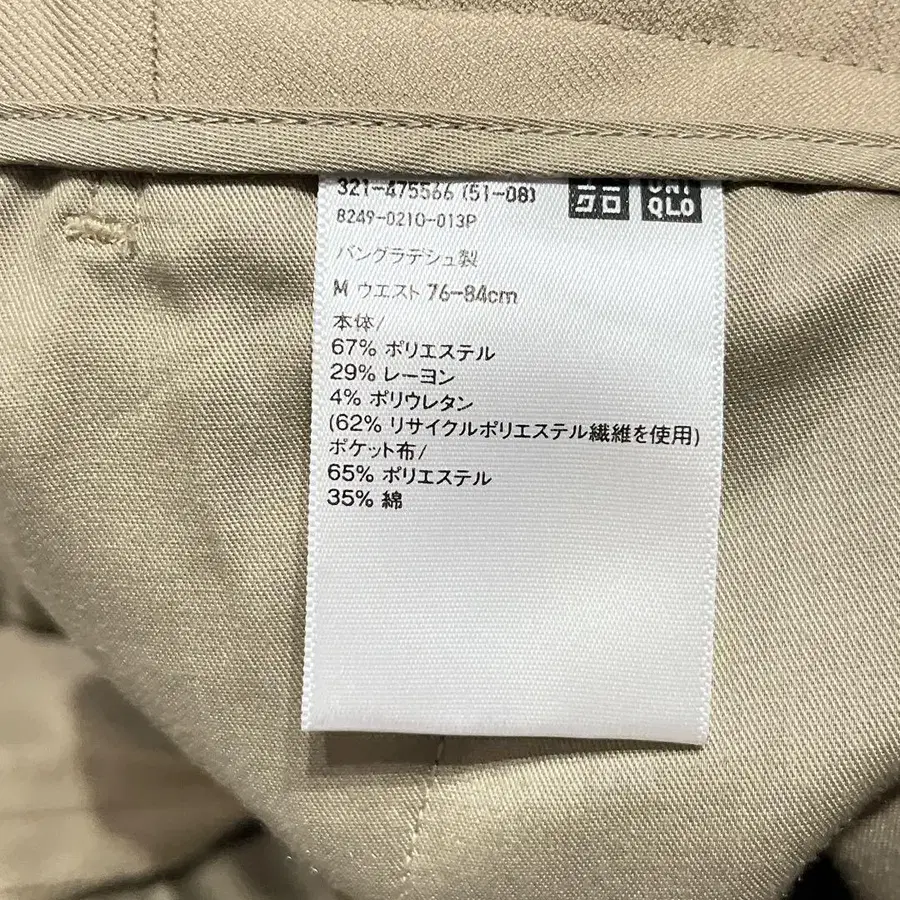 321-475566 (51-08)
8249-0210-013P
バングラデシュ製
M ウエスト 76-84cm
本体/
67% ポリエステル
29% レーヨン
4% ポリウレタン
(62% リサイクルポリエステル繊維を使用)
ポケット布/
65% ポリエステル
35% 綿
ニ
クロ
UNI
QLO